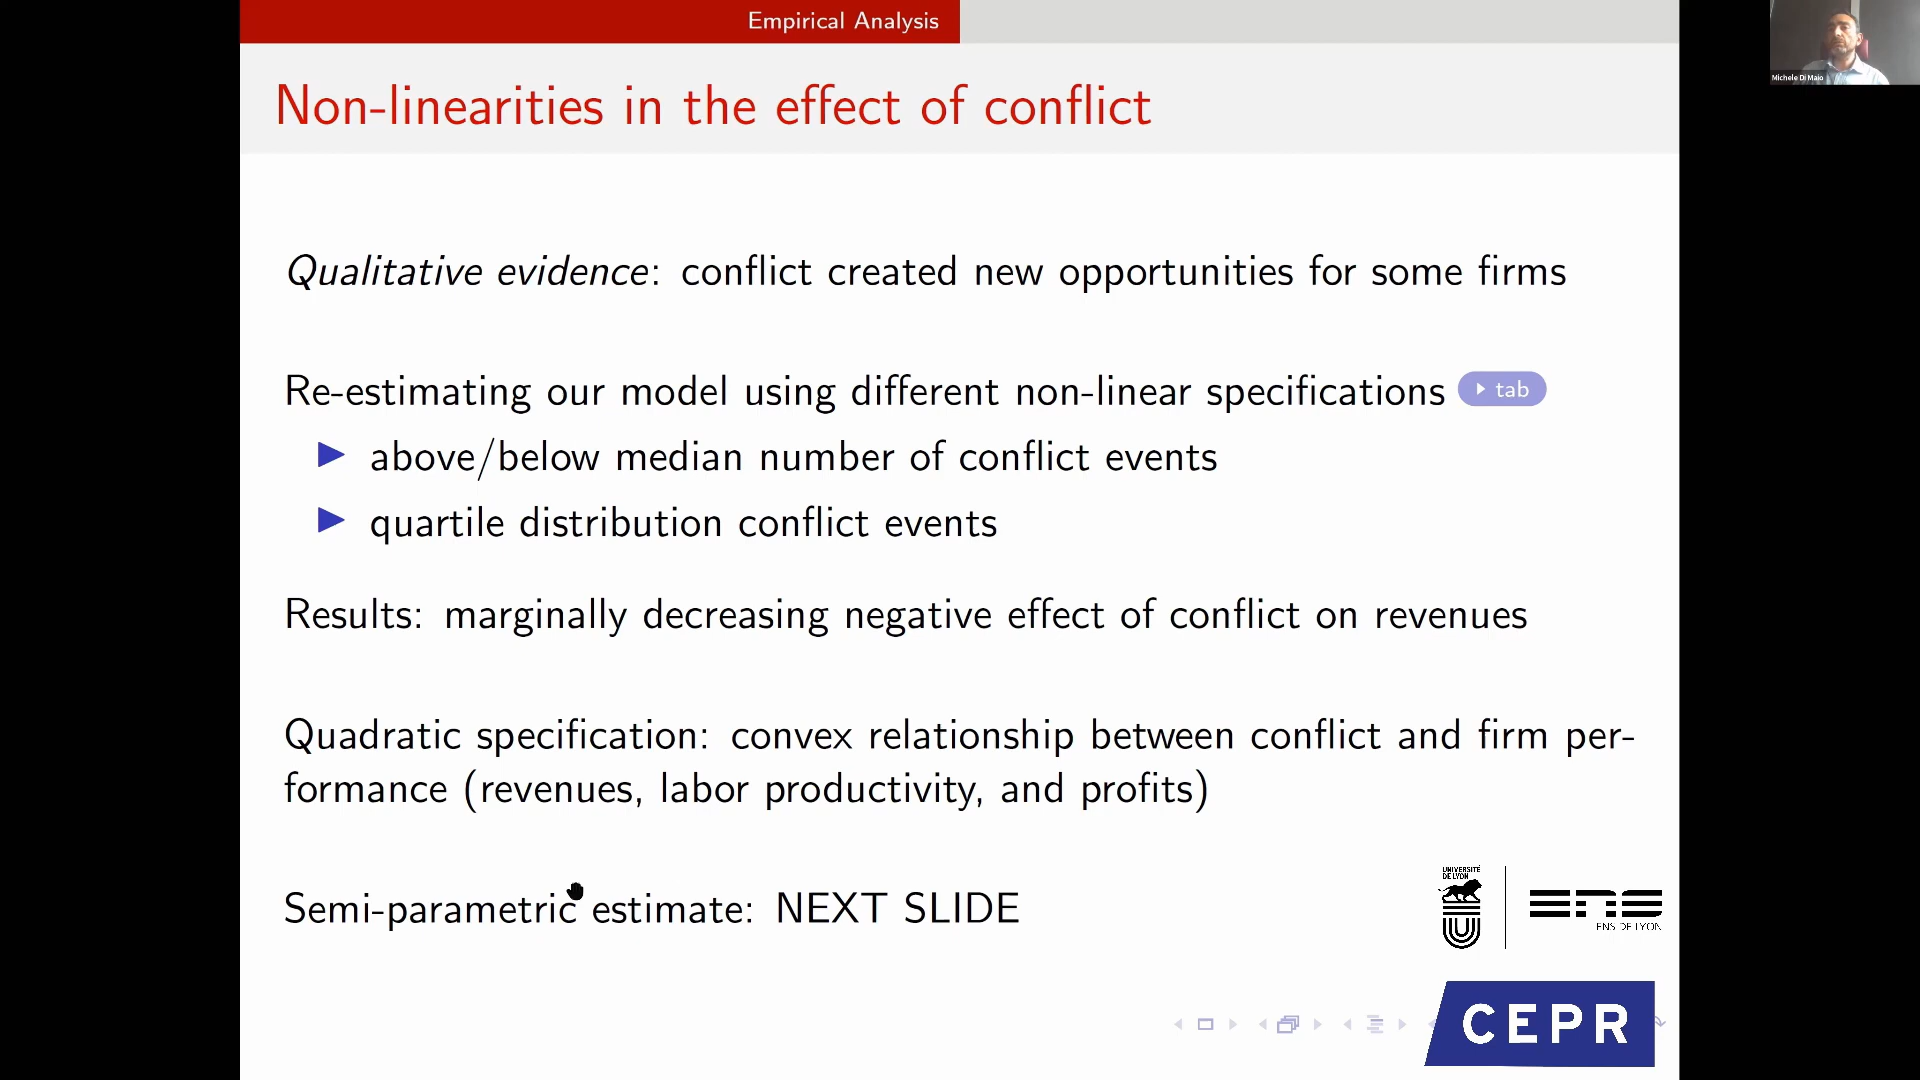 Empirical Analysis
Michele Di Maio
Non-linearities in the effect of conflict
Qualitative evidence: conflict created new opportunities for some firms
Re-estimating our model using different non-linear specifications tab
above/below median number of conflict events
quartile distribution conflict events
Results: marginally decreasing negative effect of conflict on revenues
Quadratic specification: convex relationship between conflict and firm per-
formance (revenues, labor productivity, and profits)
Semi-parametric estimate: NEXT SLIDE
UNIVERSITÉ
DE LYON
ENS
ENS DE LYON
CEPR